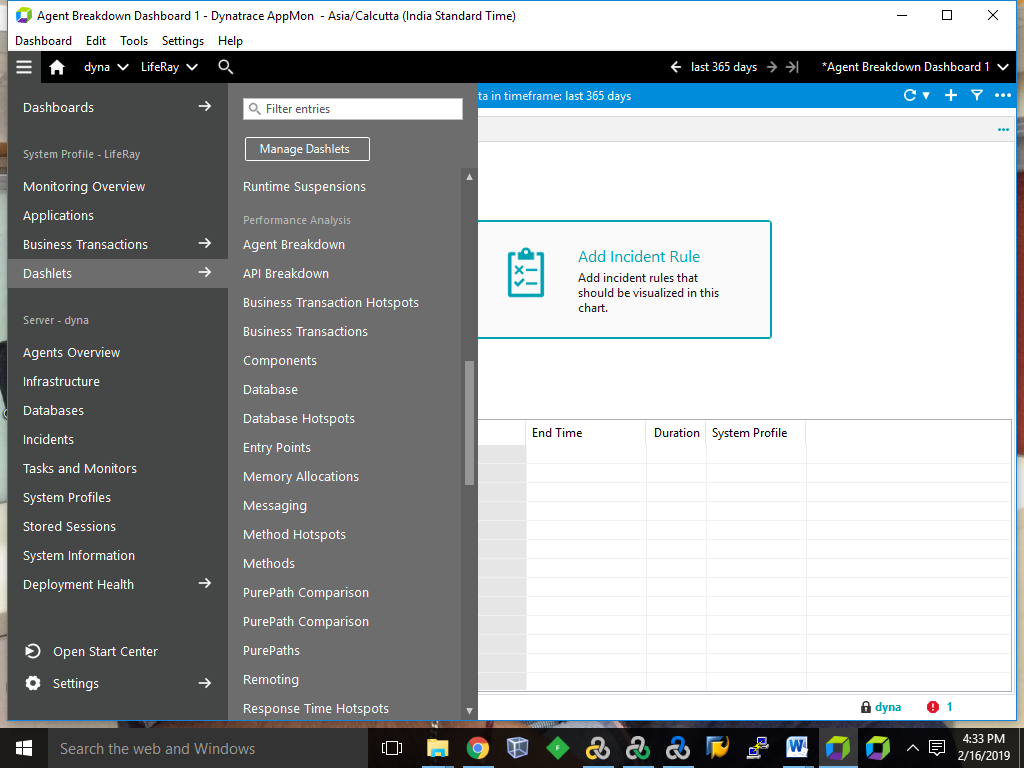 Agent Breakdown Dashboard 1 - Dynatrace AppMon - Asia/Calcutta (India Standard Time)
Dashboard Edit Tools Settings Help
dyna LifeRay last 365 days *Agent Breakdown Dashboard 1
ta in timeframe: last 365 days
Dashboards
System Profile - LifeRay
Monitoring Overview
Applications
Business Transactions
Dashlets
Server - dyna
Agents Overview
Infrastructure
Databases
Incidents
Tasks and Monitors
System Profiles
Stored Sessions
System Information
Deployment Health
Open Start Center
Settings
Filter entries
Manage Dashlets
Runtime Suspensions
Performance Analysis
Agent Breakdown
API Breakdown
Business Transaction Hotspots
Business Transactions
Components
Database
Database Hotspots
Entry Points
Memory Allocations
Messaging
Method Hotspots
Methods
PurePath Comparison
PurePath Comparison
PurePaths
Remoting
Response Time Hotspots
Add Incident Rule
Add incident rules that
should be visualized in this
chart.
End Time Duration System Profile
dyna 1
Search the web and Windows
4:33 PM
2/16/2019